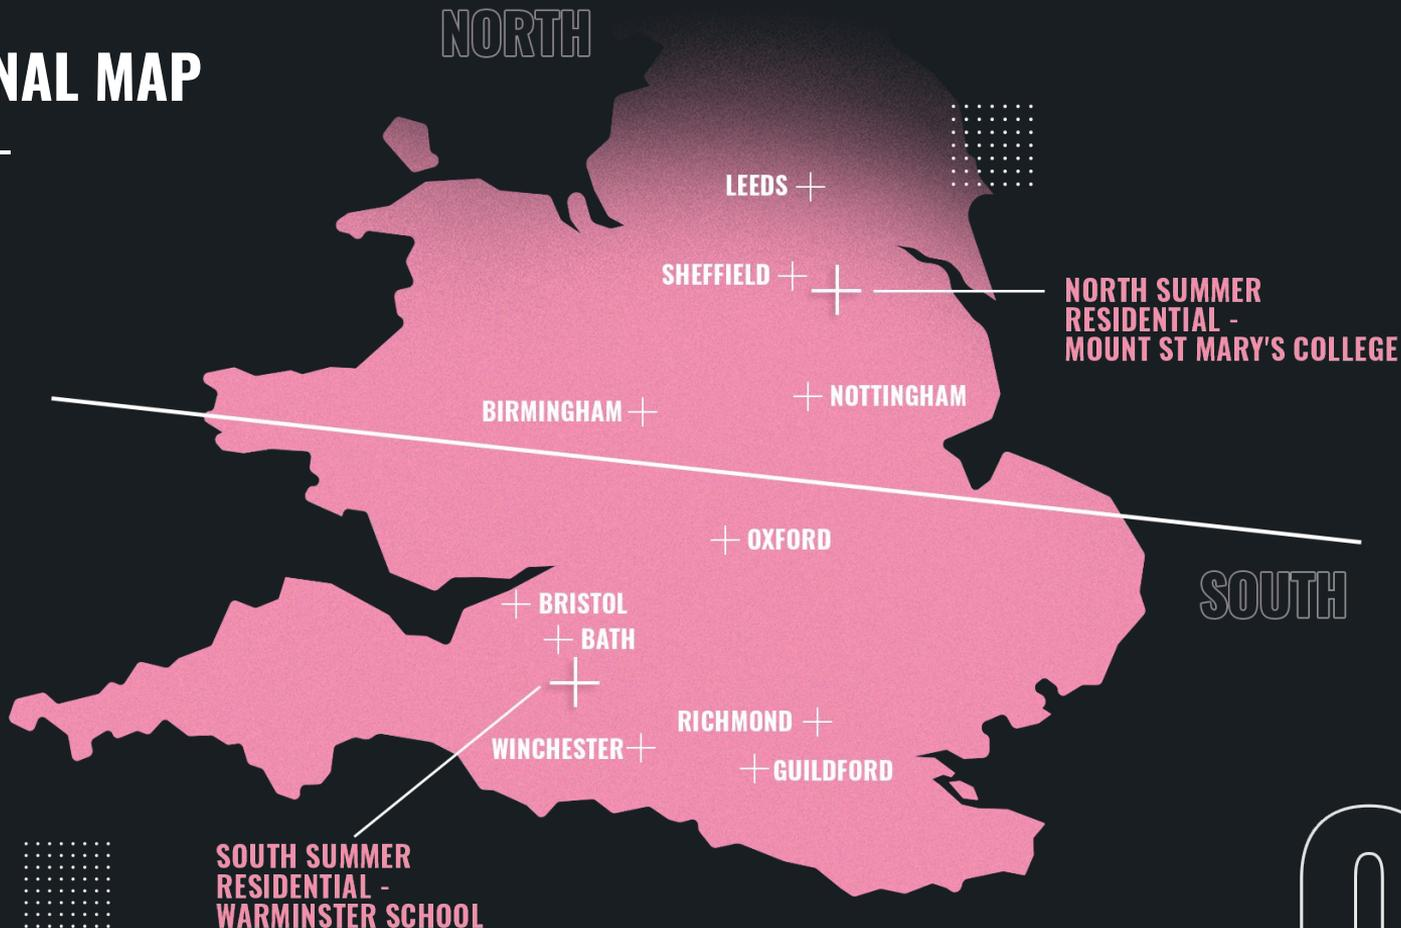 NORTH
NAL MAP
LEEDS
SHEFFIELD
NORTH SUMMER
RESIDENTIAL -
MOUNT ST MARY'S COLLEGE
NOTTINGHAM
BIRMINGHAM
OXFORD
SOUTH
BRISTOL
BATH
RICHMOND
WINCHESTER
GUILDFORD
SOUTH SUMMER
RESIDENTIAL -
WARMINSTER SCHOOL